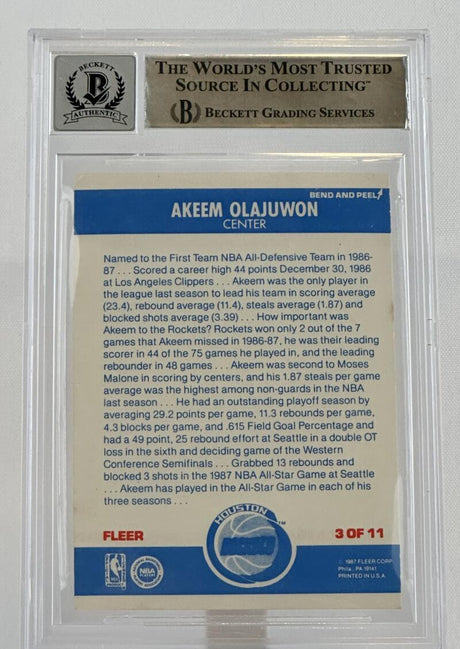 BECKETT
AUTHENTIC
THE WORLD'S MOST TRUSTED
SOURCE IN COLLECTING™
B BECKETT GRADING SERVICES
BEND AND PEEL
AKEEM OLAJUWON
CENTER
Named to the First Team NBA All-Defensive Team in 1986-
87 . . . Scored a career high 44 points December 30, 1986
at Los Angeles Clippers . . . Akeem was the only player in
the league last season to lead his team in scoring average
(23.4), rebound average (11.4), steals average (1.87) and
blocked shots average (3.39) . . . How important was
Akeem to the Rockets? Rockets won only 2 out of the 7
games that Akeem missed in 1986-87, he was their leading
scorer in 44 of the 75 games he played in, and the leading
rebounder in 48 games . . . Akeem was second to Moses
Malone in scoring by centers, and his 1.87 steals per game
average was the highest among non-guards in the NBA
last season . . . He had an outstanding playoff season by
averaging 29.2 points per game, 11.3 rebounds per game,
4.3 blocks per game, and .615 Field Goal Percentage and
had a 49 point, 25 rebound effort at Seattle in a double OT
loss in the sixth and deciding game of the Western
Conference Semifinals . . . Grabbed 13 rebounds and
blocked 3 shots in the 1987 NBA All-Star Game at Seattle
. . . Akeem has played in the All-Star Game in each of his
three seasons . . .
HOUSTON
™
FLEER
3 OF 11
NBA
NBA
PLAYERS
© 1987 FLEER CORP.
Phila., PA 19141
PRINTED IN U.S.A.